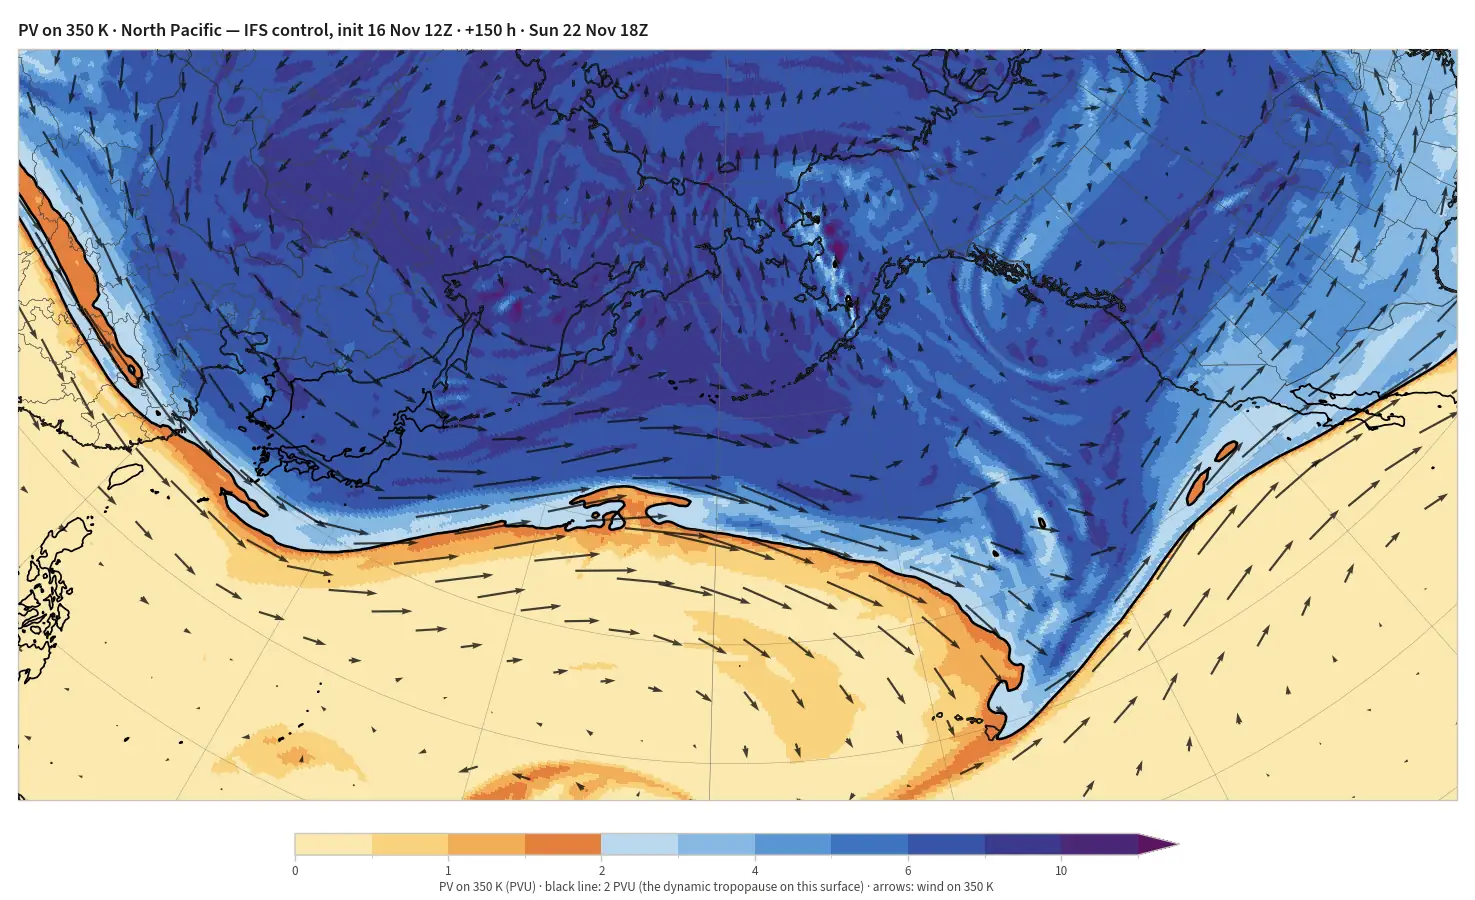 PV on 350 K · North Pacific — IFS control, init 16 Nov 12Z · +150 h · Sun 22 Nov 18Z
0 1 2 4 6 10
PV on 350 K (PVU) · black line: 2 PVU (the dynamic tropopause on this surface) · arrows: wind on 350 K